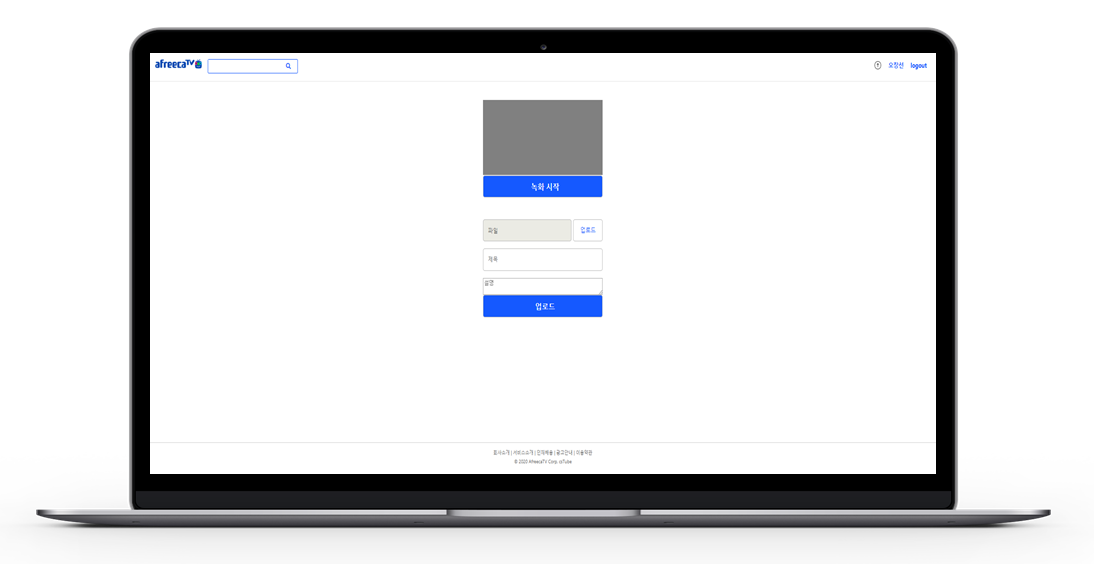 afreecaTV
오창선 logout
녹화 시작
파일 업로드
제목
설명
업로드
회사소개 | 서비스소개 | 인재채용 | 광고안내 | 이용약관
© 2020 AfreecaTV Corp. cjTube